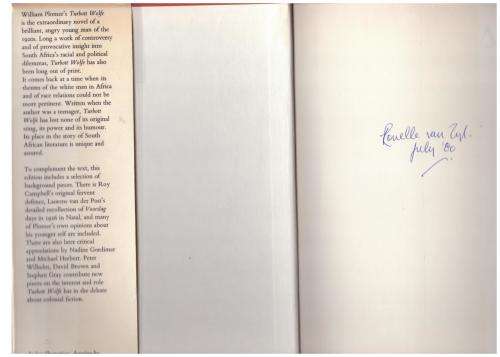 William Plomer's Turbott Wolfe
is the extraordinary novel of a
brilliant, angry young man of the
1920s. Long a work of controversy
and of provocative insight into
South Africa's racial and political
dilemmas, Turbott Wolfe has also
been long out of print.
It comes back at a time when its
themes of the white man in Africa
and of race relations could not be
more pertinent. Written when the
author was a teenager, Turbott
Wolfe has lost none of its original
song, its power and its humour.
Its place in the story of South
African literature is unique and
assured.
To complement the text, this
edition includes a selection of
background pieces. There is Roy
Campbell's original fervent
defence, Laurens van der Post's
detailed recollection of Voorslag
days in 1926 in Natal, and many
of Plomer's own opinions about
his younger self are included.
There are also here critical
appreciations by Nadine Gordimer
and Michael Herbert. Peter
Wilhelm, David Brown and
Stephen Gray contribute new
pieces on the interest and role
Turbott Wolfe has in the debate
about colonial fiction.
van Zyl.
July '80